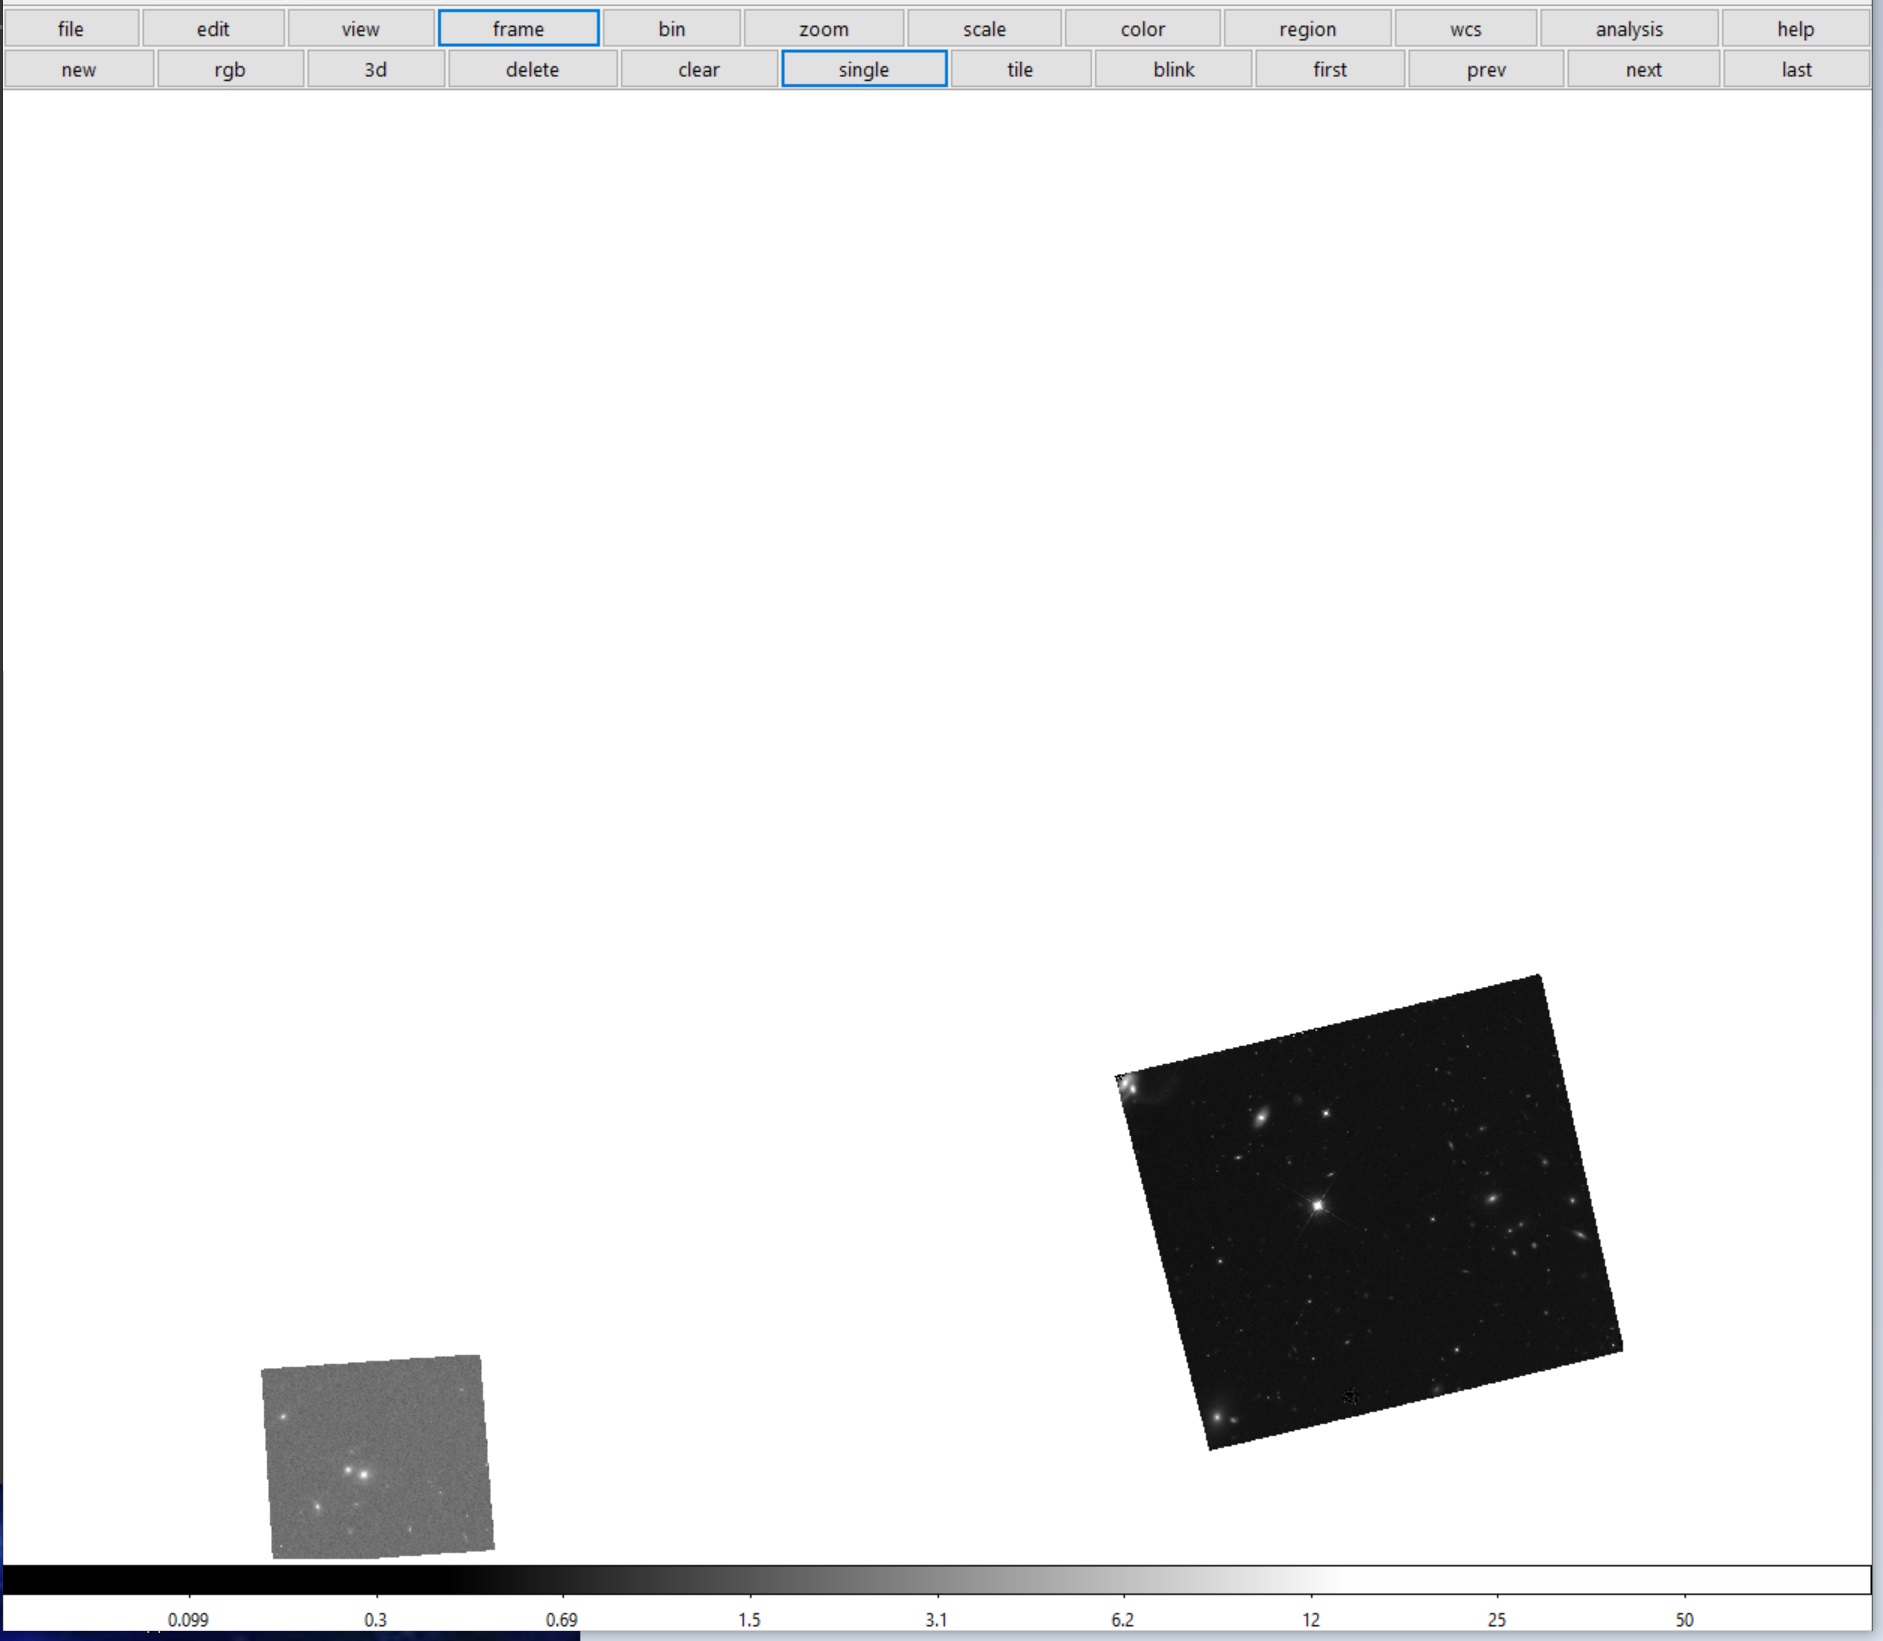 file edit view frame bin zoom scale color region wcs analysis help
new rgb 3d delete clear single tile blink first prev next last
0.099 0.3 0.69 1.5 3.1 6.2 12 25 50